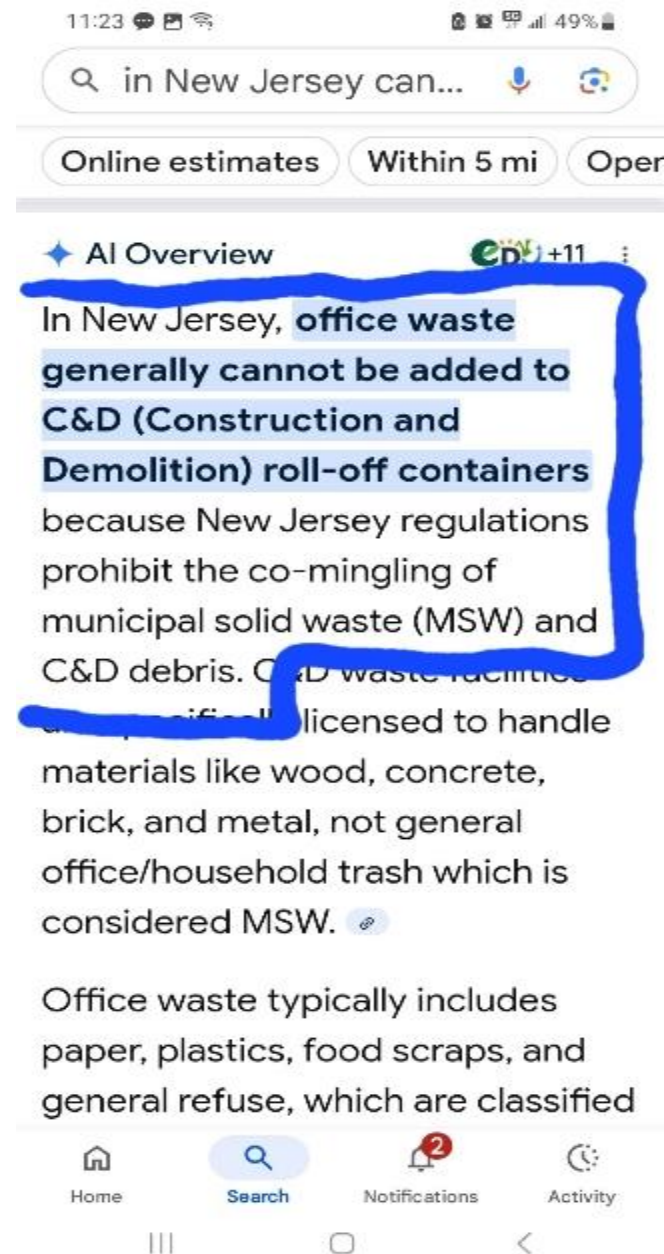 11:23
5G 49%
in New Jersey can...
Online estimates Within 5 mi Open
AI Overview +11
In New Jersey, office waste
generally cannot be added to
C&D (Construction and
Demolition) roll-off containers
because New Jersey regulations
prohibit the co-mingling of
municipal solid waste (MSW) and
C&D debris. C&D waste facilities
licensed to handle
materials like wood, concrete,
brick, and metal, not general
office/household trash which is
considered MSW.
Office waste typically includes
paper, plastics, food scraps, and
general refuse, which are classified
2
Home Search Notifications Activity